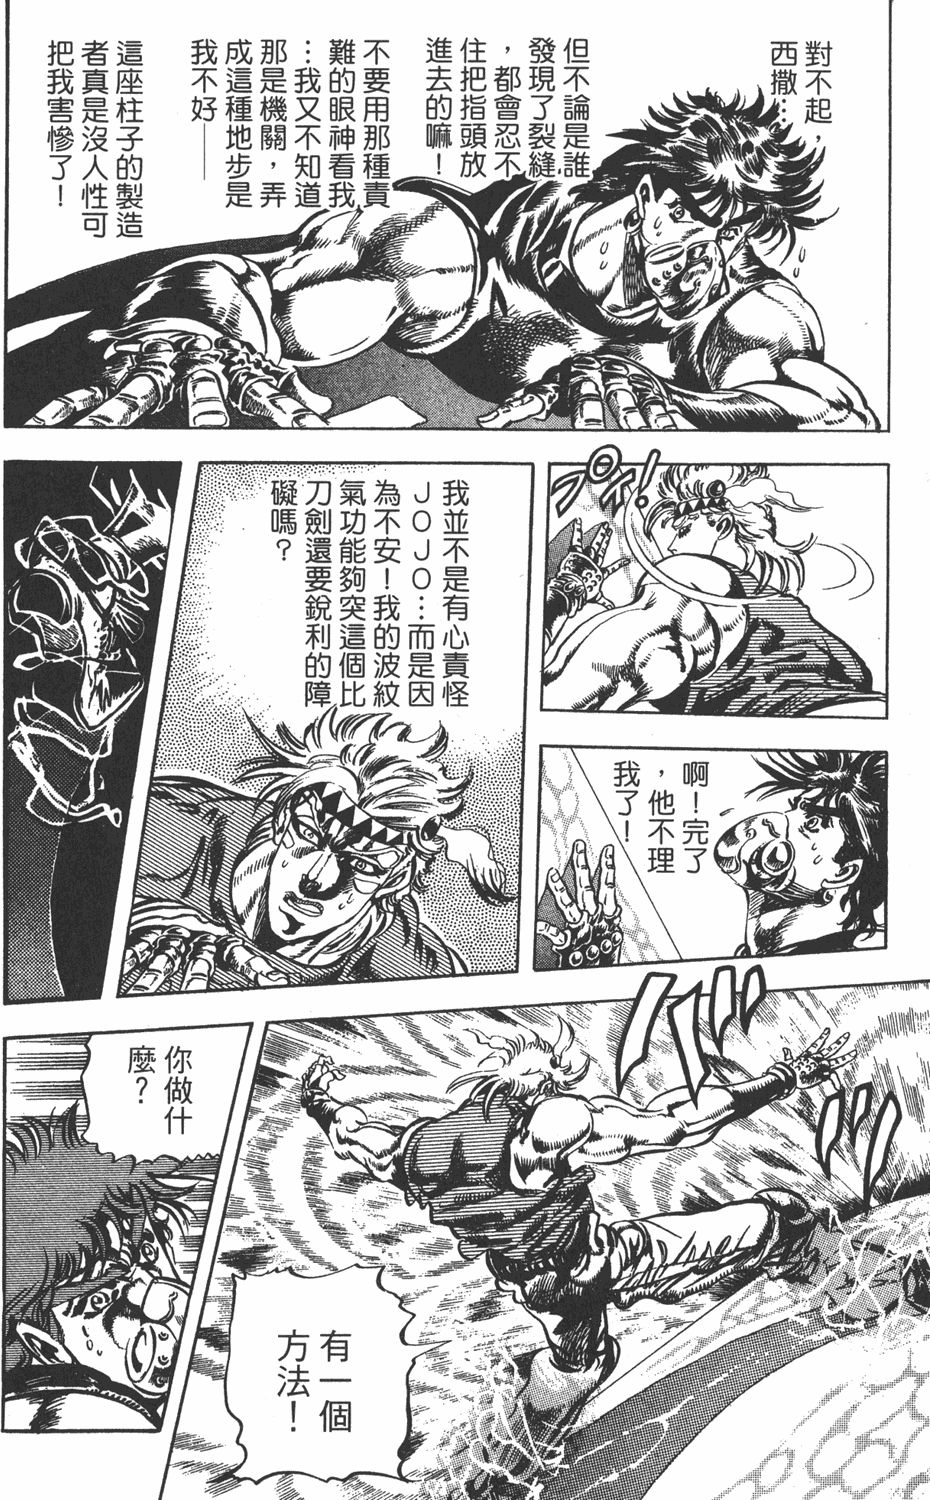 對不起，
西撒…
但不論是誰
發現了裂縫
，都會忍不
住把指頭放
進去的嘛！
不要用那種責
難的眼神看我
…我又不知道
那是機關，弄
成這種地步是
我不好——
這座柱子的製造
者真是沒人性可
把我害慘了！
プイ！
我並不是有心責怪
ＪＯＪＯ…而是因
為不安！我的波紋
氣功能夠突這個比
刀劍還要銳利的障
礙嗎？
啊！完了
，他不理
我了！
バババ
バババ
有一個
方法！
你做什
麼？